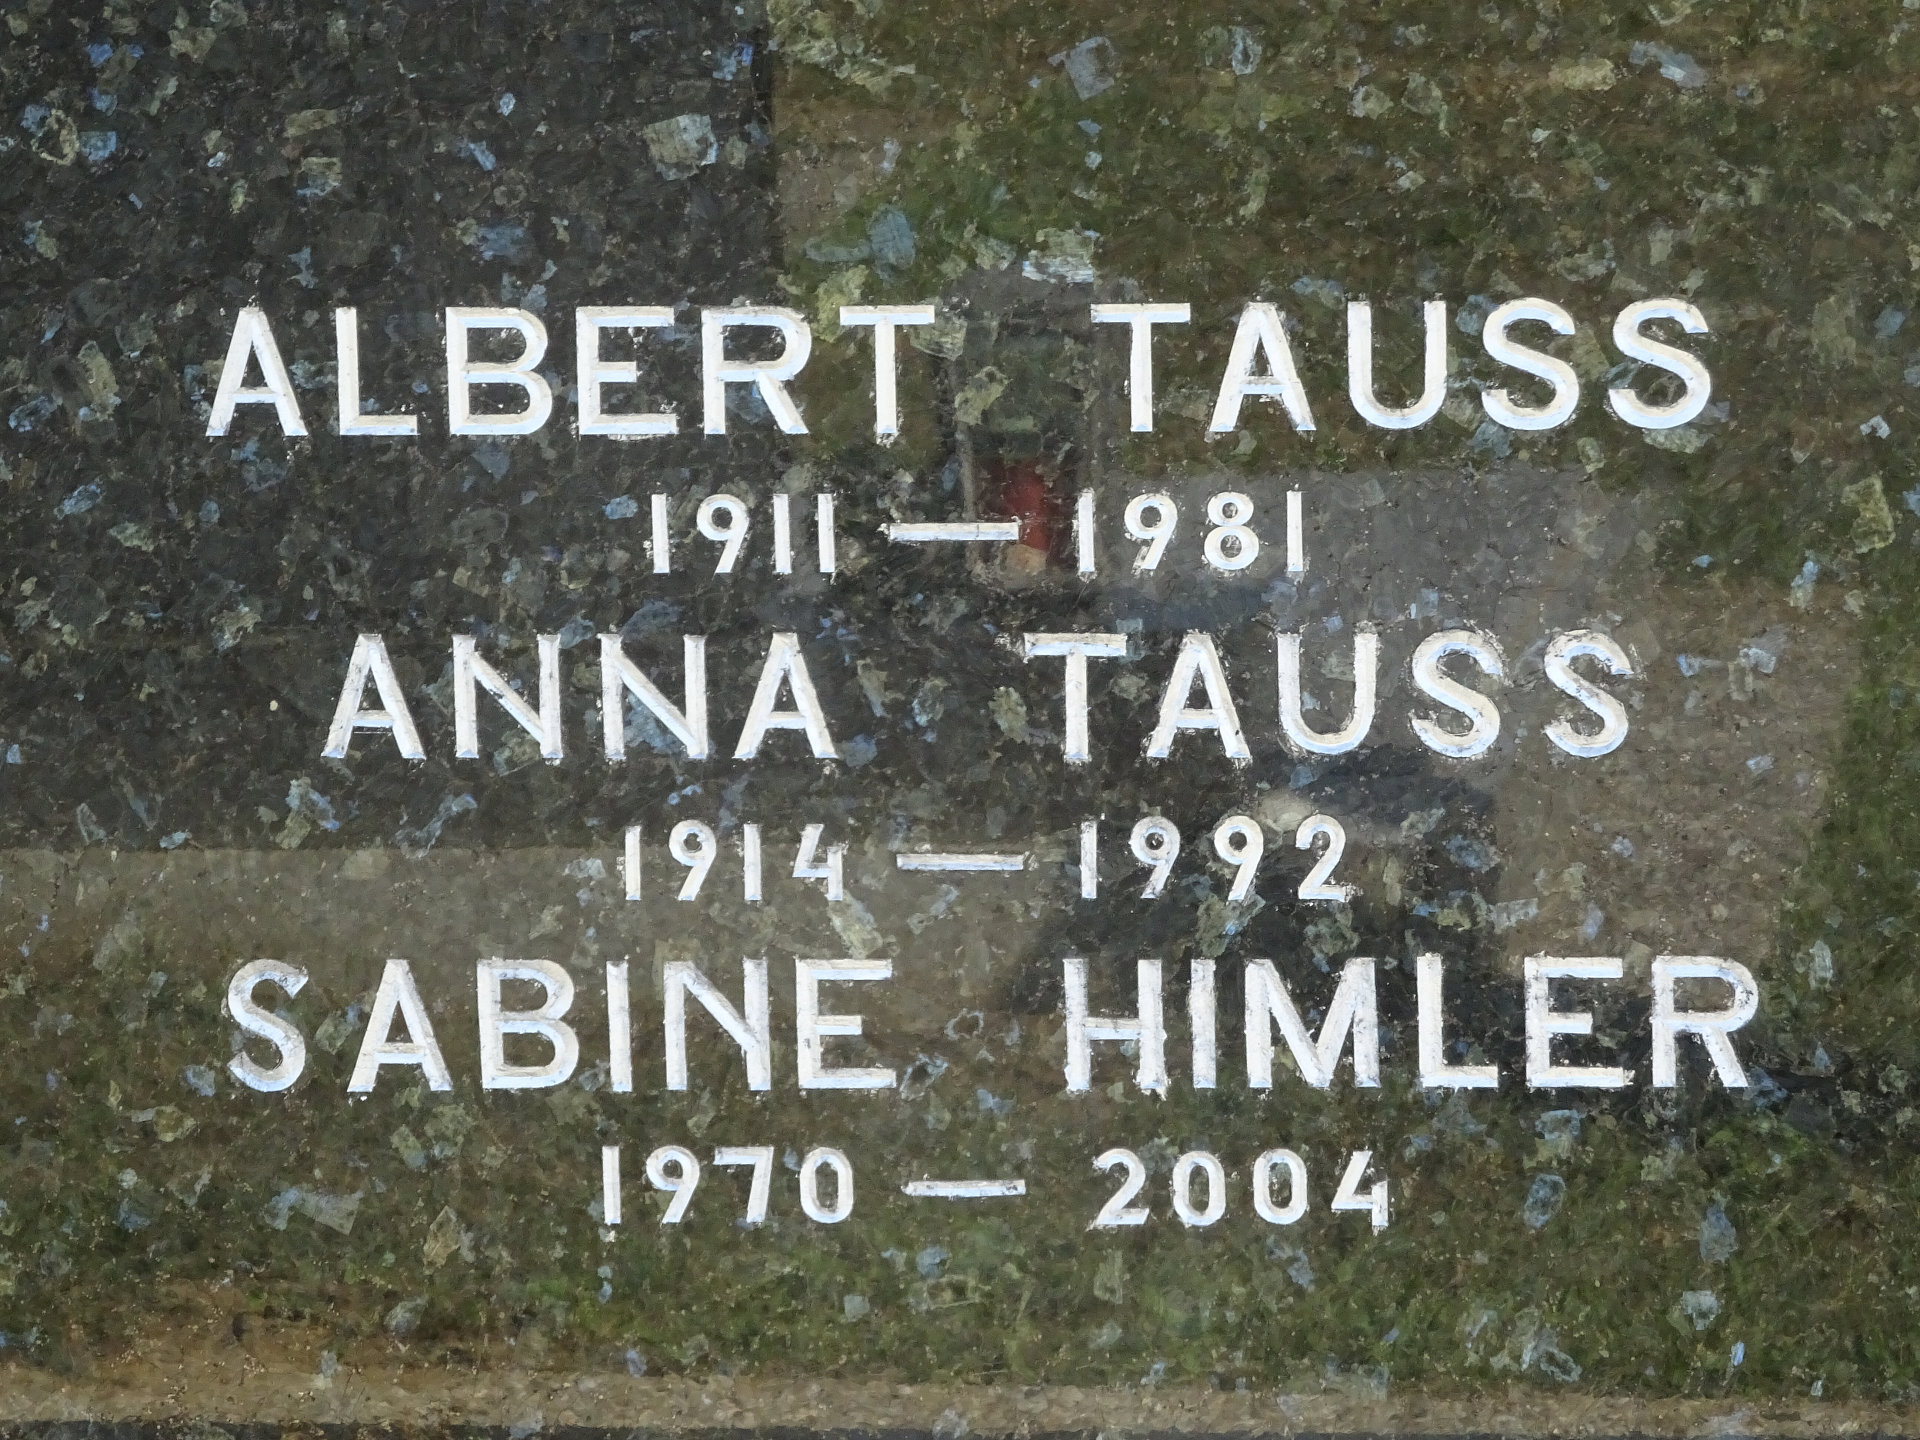 ALBERT TAUSS
1911 — 1981
ANNA TAUSS
1914 — 1992
SABINE HIMLER
1970 — 2004